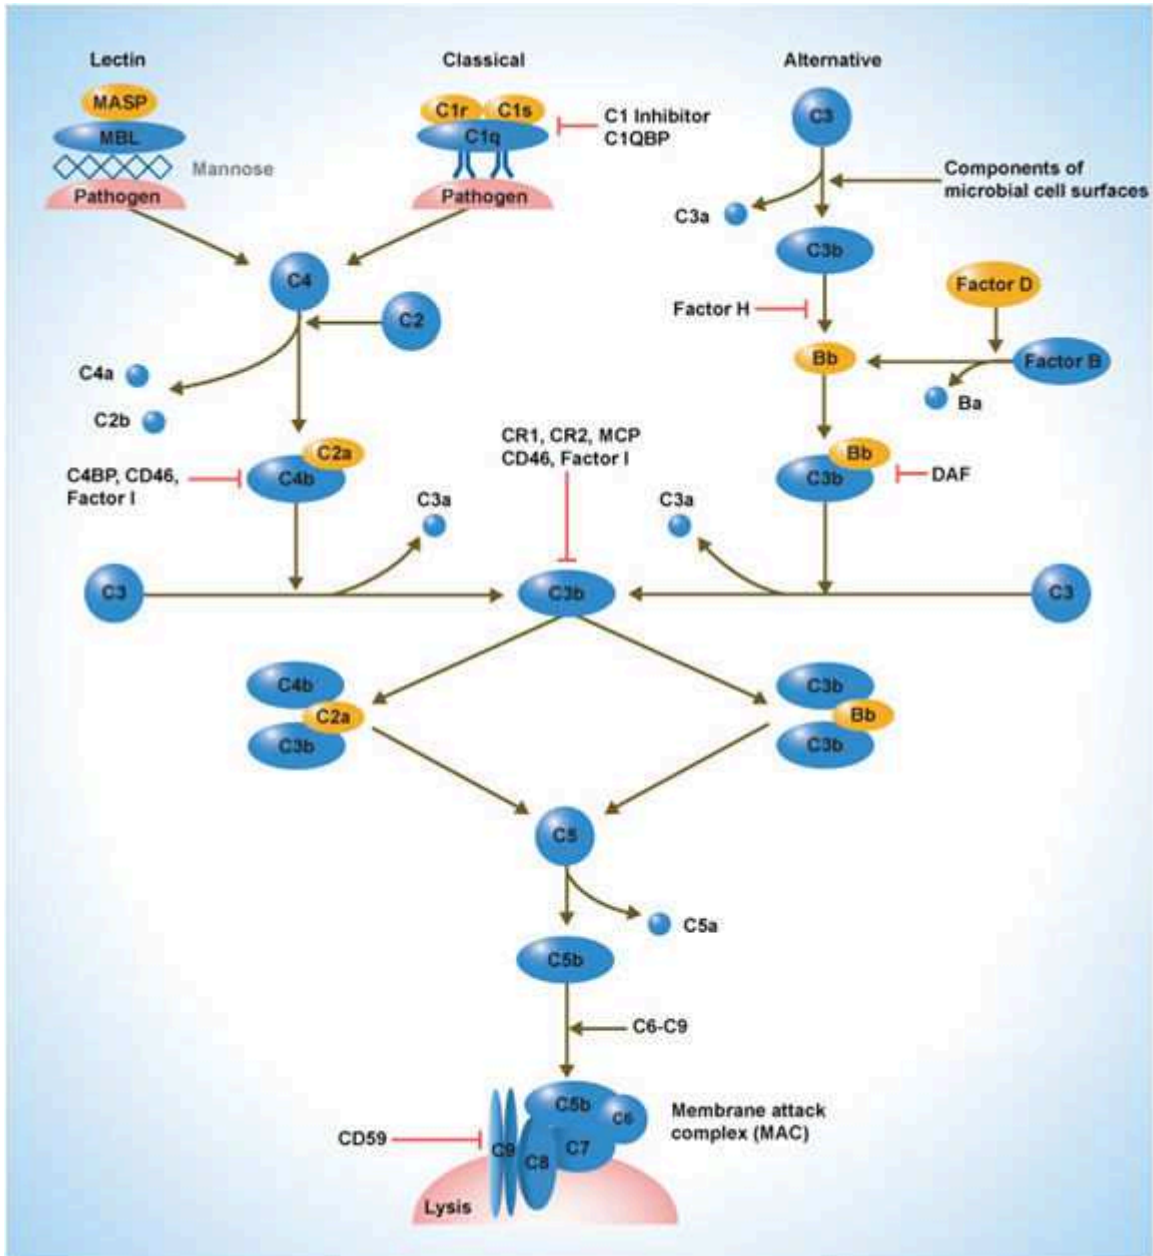 Lectin
Classical
Alternative
MASP
MBL
Mannose
Pathogen
C1r
C1s
C1q
Pathogen
C1 Inhibitor
C1QBP
C3
Components of
microbial cell surfaces
C3a
C3b
Factor D
Factor H
Factor B
Bb
Ba
C4
C2
C4a
C2b
C2a
C4b
C4BP, CD46,
Factor I
CR1, CR2, MCP
CD46, Factor I
Bb
C3b
DAF
C3a
C3a
C3
C3b
C3
C4b
C2a
C3b
C3b
Bb
C3b
C5
C5a
C5b
C6-C9
C5b
C6
C7
C8
C9
Membrane attack
complex (MAC)
CD59
Lysis